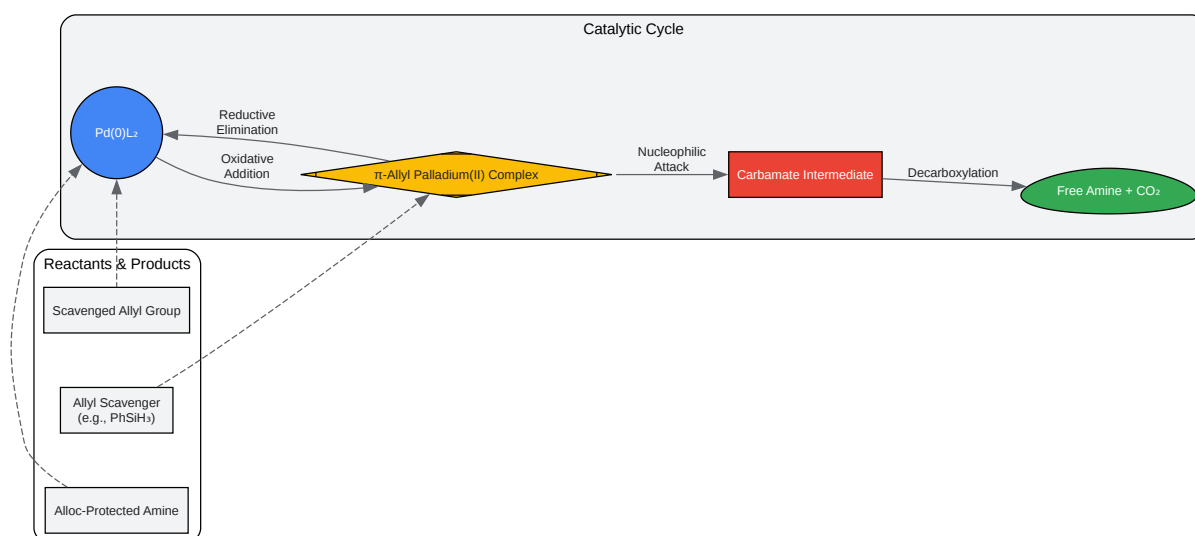 Catalytic Cycle
Pd(0)L₂
Reductive
Elimination
Oxidative
Addition
π-Allyl Palladium(II) Complex
Nucleophilic
Attack
Carbamate Intermediate
Decarboxylation
Free Amine + CO₂
Reactants & Products
Scavenged Allyl Group
Allyl Scavenger
(e.g., PhSiH₃)
Alloc-Protected Amine